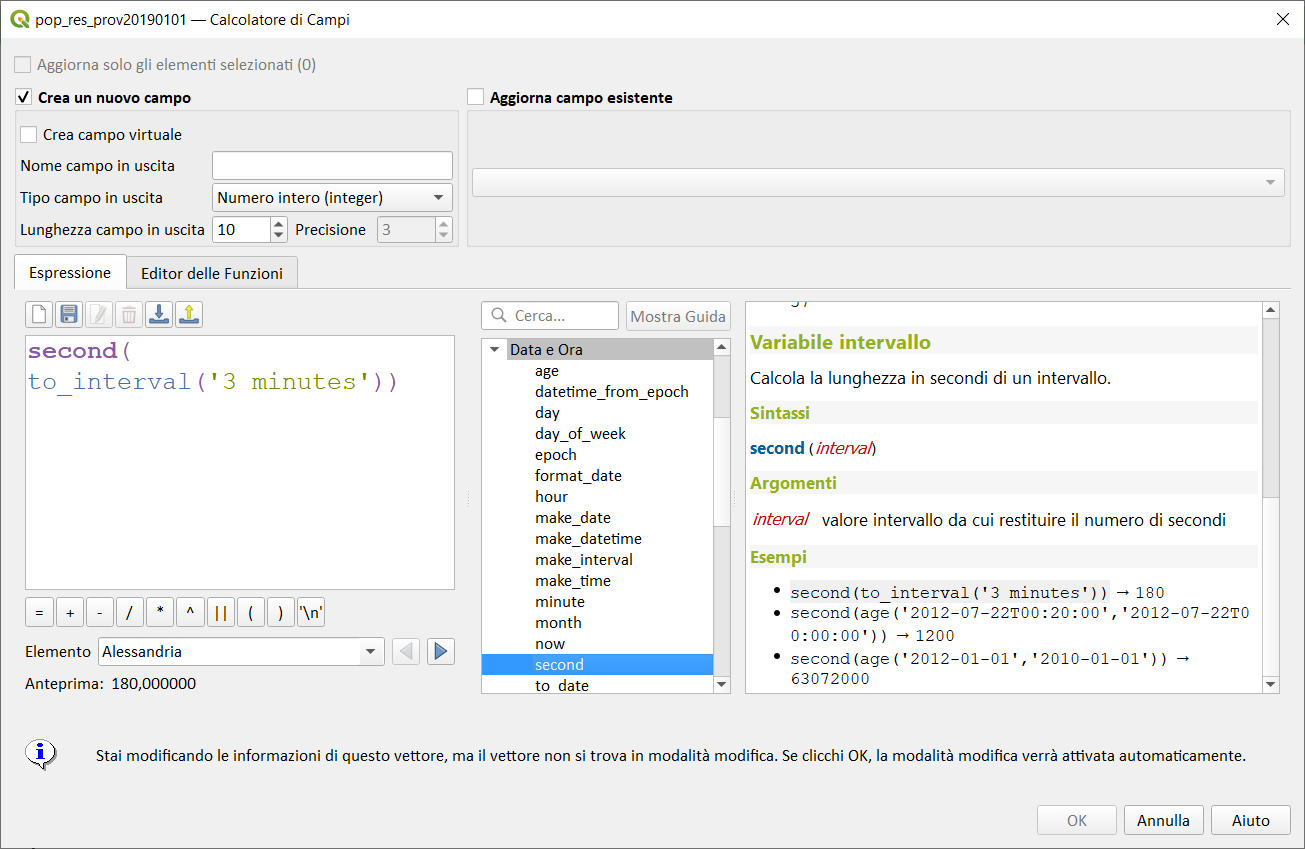 pop_res_prov20190101 — Calcolatore di Campi
Aggiorna solo gli elementi selezionati (0)
Crea un nuovo campo
Aggiorna campo esistente
Crea campo virtuale
Nome campo in uscita
Tipo campo in uscita Numero intero (integer)
Lunghezza campo in uscita 10 Precisione 3
Espressione Editor delle Funzioni
second(
to_interval('3 minutes'))
= + - / * ^ || ( ) '\n'
Elemento Alessandria
Anteprima: 180,000000
Cerca... Mostra Guida
Data e Ora
age
datetime_from_epoch
day
day_of_week
epoch
format_date
hour
make_date
make_datetime
make_interval
make_time
minute
month
now
second
to_date
Variabile intervallo
Calcola la lunghezza in secondi di un intervallo.
Sintassi
second (interval)
Argomenti
interval valore intervallo da cui restituire il numero di secondi
Esempi
second(to_interval('3 minutes')) → 180
second(age('2012-07-22T00:20:00','2012-07-22T0
0:00:00')) → 1200
second(age('2012-01-01','2010-01-01')) →
63072000
Stai modificando le informazioni di questo vettore, ma il vettore non si trova in modalità modifica. Se clicchi OK, la modalità modifica verrà attivata automaticamente.
OK Annulla Aiuto